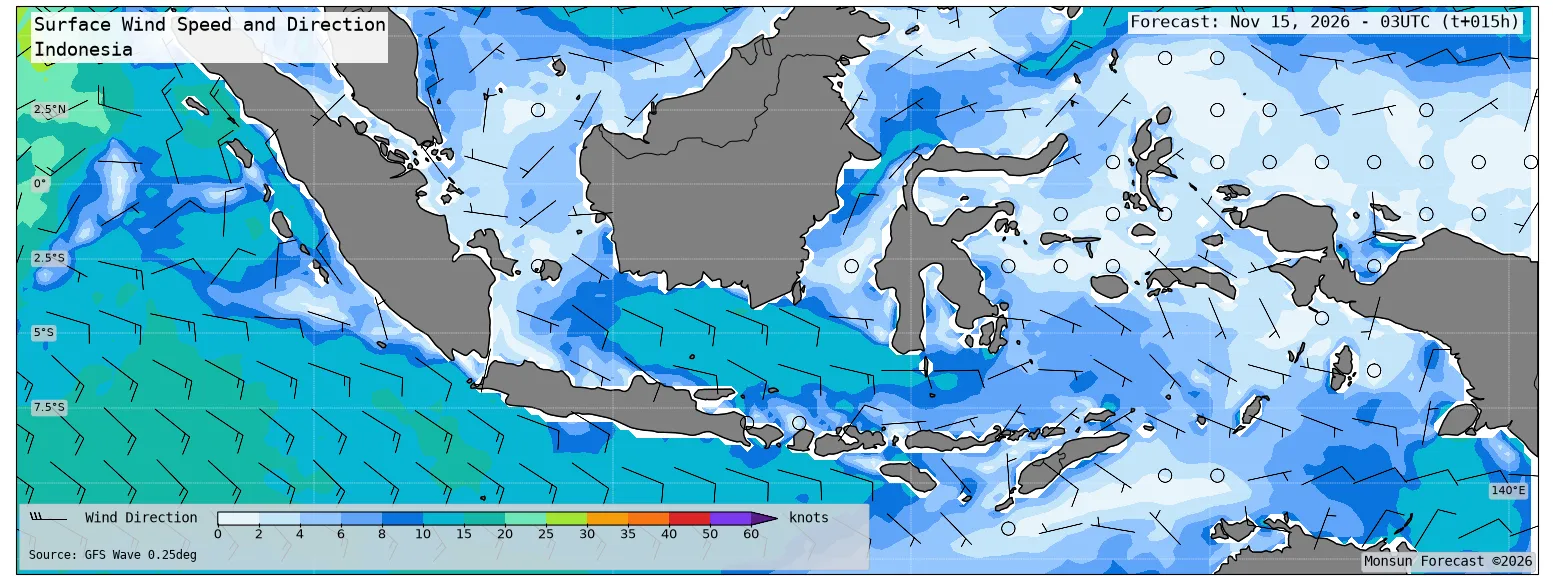 Surface Wind Speed and Direction
Indonesia
Forecast: Nov 15, 2026 - 03UTC (t+015h)
2.5°N
0°
2.5°S
5°S
7.5°S
140°E
Wind Direction
0 2 4 6 8 10 15 20 25 30 35 40 50 60
knots
Source: GFS Wave 0.25deg
Monsun Forecast ©2026